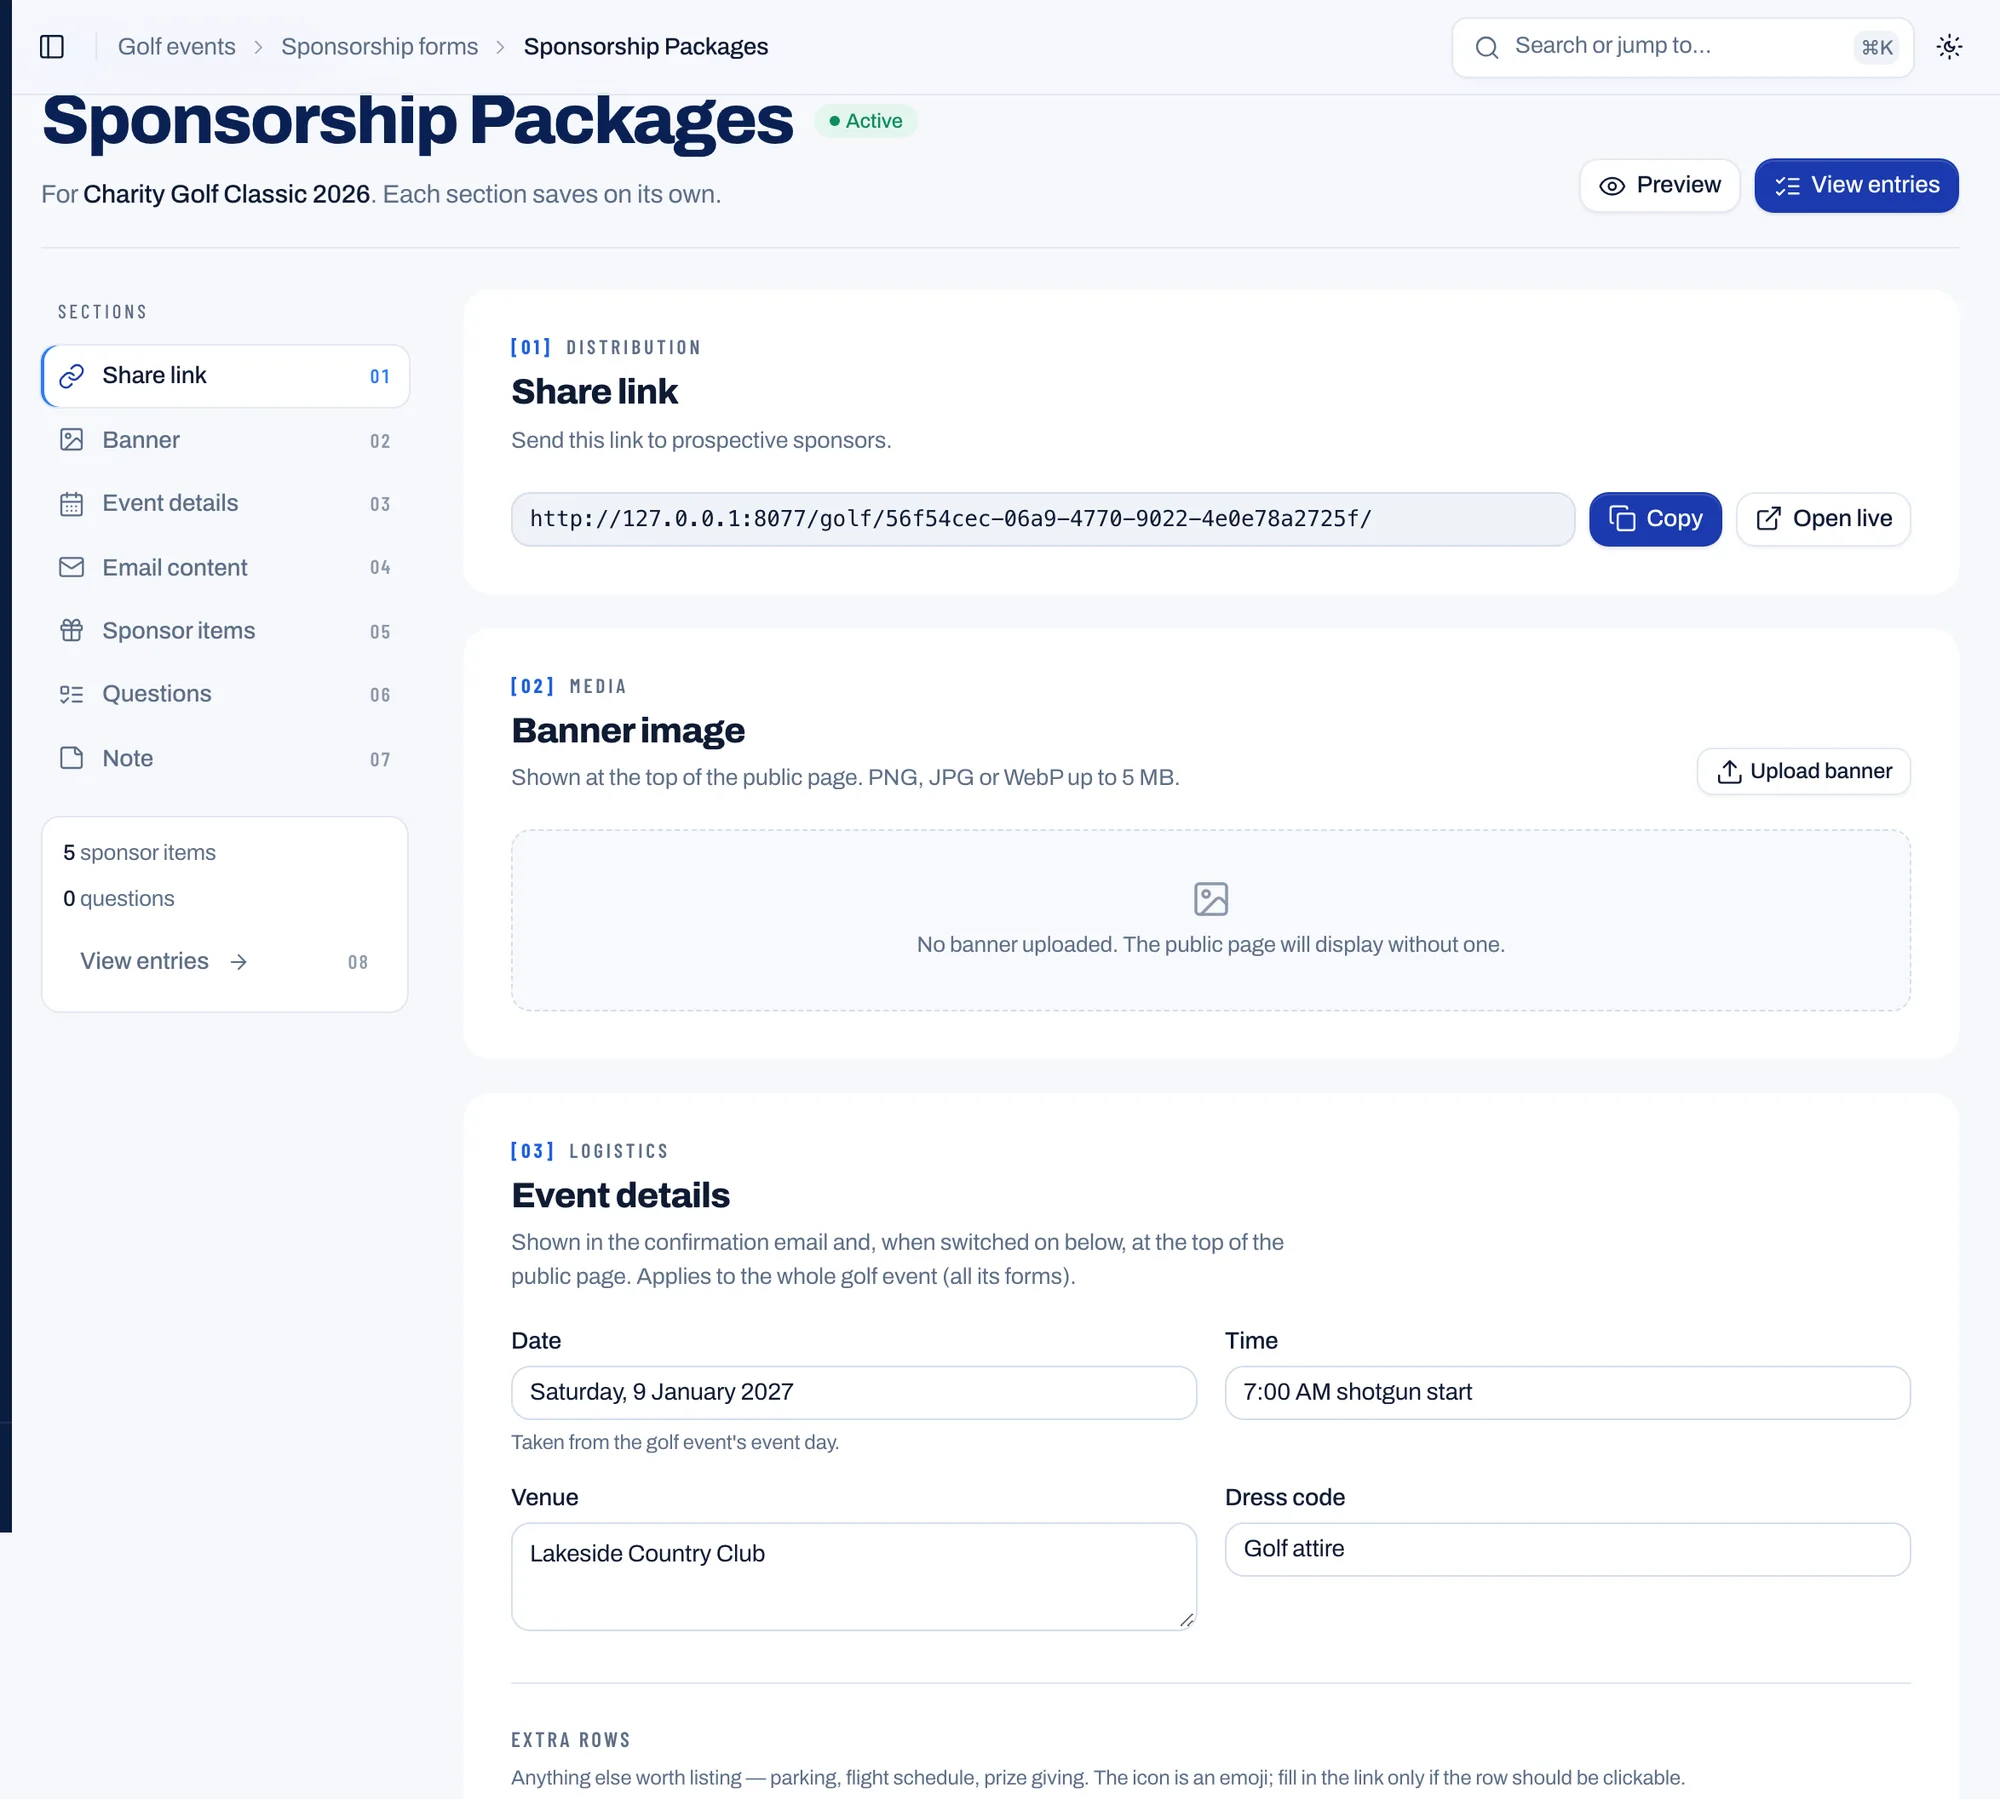 Golf events > Sponsorship forms > Sponsorship Packages
Search or jump to...
⌘K
Sponsorship Packages
Active
For Charity Golf Classic 2026. Each section saves on its own.
Preview
View entries
SECTIONS
Share link 01
Banner 02
Event details 03
Email content 04
Sponsor items 05
Questions 06
Note 07
5 sponsor items
0 questions
View entries → 08
[01] DISTRIBUTION
Share link
Send this link to prospective sponsors.
http://127.0.0.1:8077/golf/56f54cec-06a9-4770-9022-4e0e78a2725f/
Copy
Open live
[02] MEDIA
Banner image
Shown at the top of the public page. PNG, JPG or WebP up to 5 MB.
Upload banner
No banner uploaded. The public page will display without one.
[03] LOGISTICS
Event details
Shown in the confirmation email and, when switched on below, at the top of the
public page. Applies to the whole golf event (all its forms).
Date
Saturday, 9 January 2027
Taken from the golf event's event day.
Time
7:00 AM shotgun start
Venue
Lakeside Country Club
Dress code
Golf attire
EXTRA ROWS
Anything else worth listing — parking, flight schedule, prize giving. The icon is an emoji; fill in the link only if the row should be clickable.